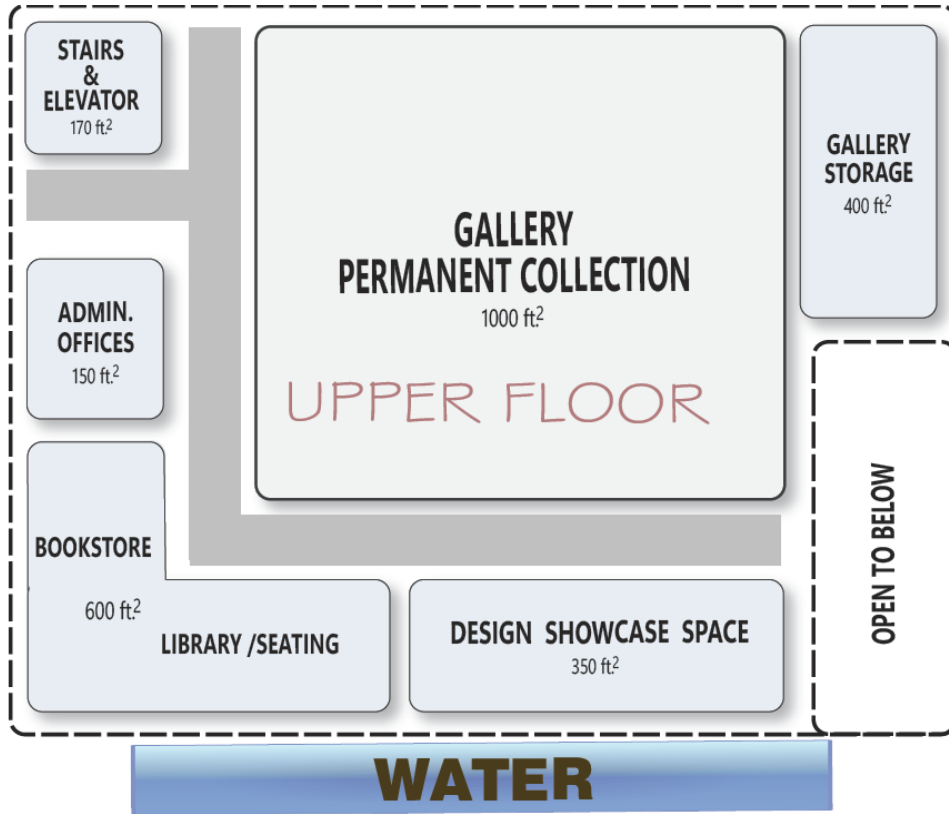 STAIRS
&
ELEVATOR
170 ft.²
GALLERY
STORAGE
400 ft.²
GALLERY
PERMANENT COLLECTION
1000 ft.²
UPPER FLOOR
ADMIN.
OFFICES
150 ft.²
BOOKSTORE
600 ft.²
LIBRARY /SEATING
DESIGN SHOWCASE SPACE
350 ft.²
OPEN TO BELOW
WATER